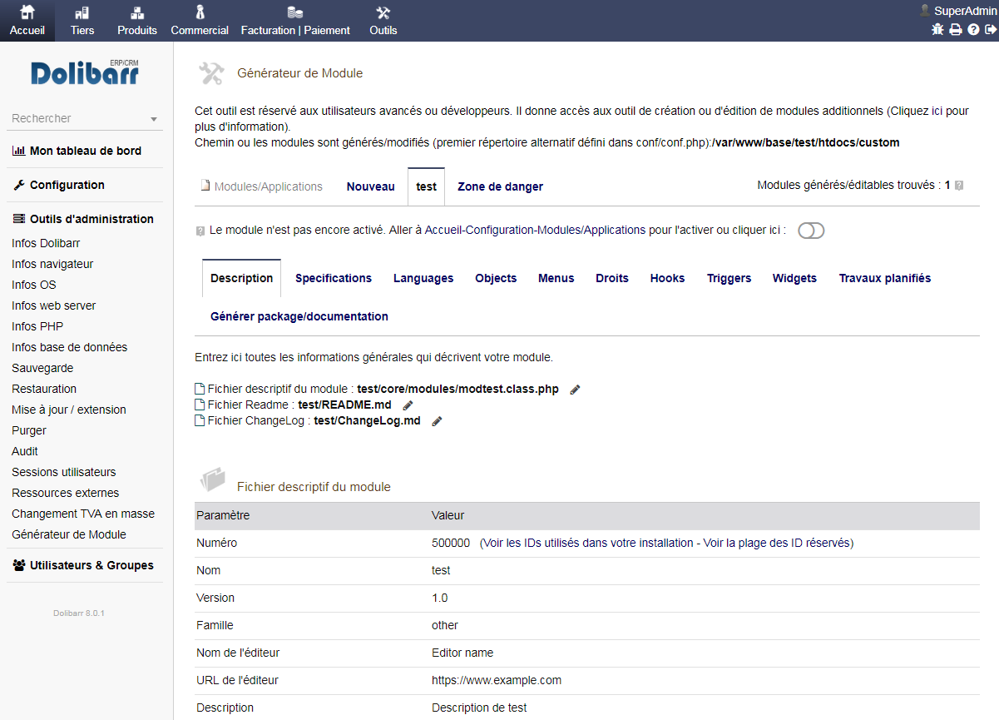 Accueil Tiers Produits Commercial Facturation | Paiement Outils SuperAdmin
ERP/CRM
Dolibarr
Rechercher
Mon tableau de bord
Configuration
Outils d'administration
Infos Dolibarr
Infos navigateur
Infos OS
Infos web server
Infos PHP
Infos base de données
Sauvegarde
Restauration
Mise à jour / extension
Purger
Audit
Sessions utilisateurs
Ressources externes
Changement TVA en masse
Générateur de Module
Utilisateurs & Groupes
Dolibarr 8.0.1
Générateur de Module
Cet outil est réservé aux utilisateurs avancés ou développeurs. Il donne accès aux outil de création ou d'édition de modules additionnels (Cliquez ici pour
plus d'information).
Chemin ou les modules sont générés/modifiés (premier répertoire alternatif défini dans conf/conf.php):/var/www/base/test/htdocs/custom
Modules/Applications Nouveau test Zone de danger Modules générés/éditables trouvés : 1
Le module n'est pas encore activé. Aller à Accueil-Configuration-Modules/Applications pour l'activer ou cliquer ici :
Description Specifications Languages Objects Menus Droits Hooks Triggers Widgets Travaux planifiés
Générer package/documentation
Entrez ici toutes les informations générales qui décrivent votre module.
Fichier descriptif du module : test/core/modules/modtest.class.php
Fichier Readme : test/README.md
Fichier ChangeLog : test/ChangeLog.md
Fichier descriptif du module
Paramètre Valeur
Numéro 500000 (Voir les IDs utilisés dans votre installation - Voir la plage des ID réservés)
Nom test
Version 1.0
Famille other
Nom de l'éditeur Editor name
URL de l'éditeur https://www.example.com
Description Description de test